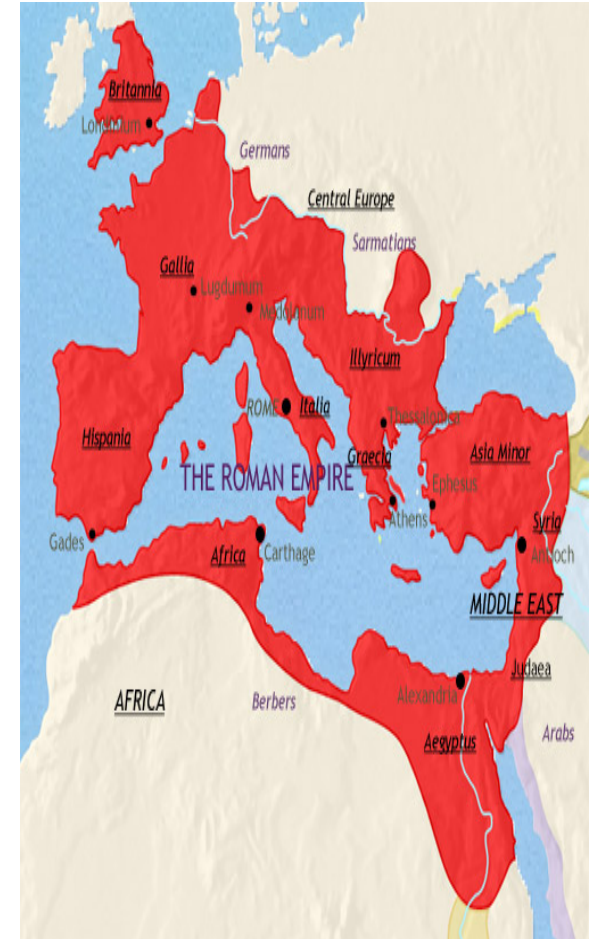 Britannia
Londinium
Germans
Central Europe
Sarmatians
Gallia
Lugdumum
Mediolanum
Illyricum
ROME
Italia
Thessalonica
Hispania
Graecia
Asia Minor
THE ROMAN EMPIRE
Ephesus
Athens
Syria
Gades
Africa
Carthage
Antioch
MIDDLE EAST
Judaea
Alexandria
AFRICA
Berbers
Aegyptus
Arabs